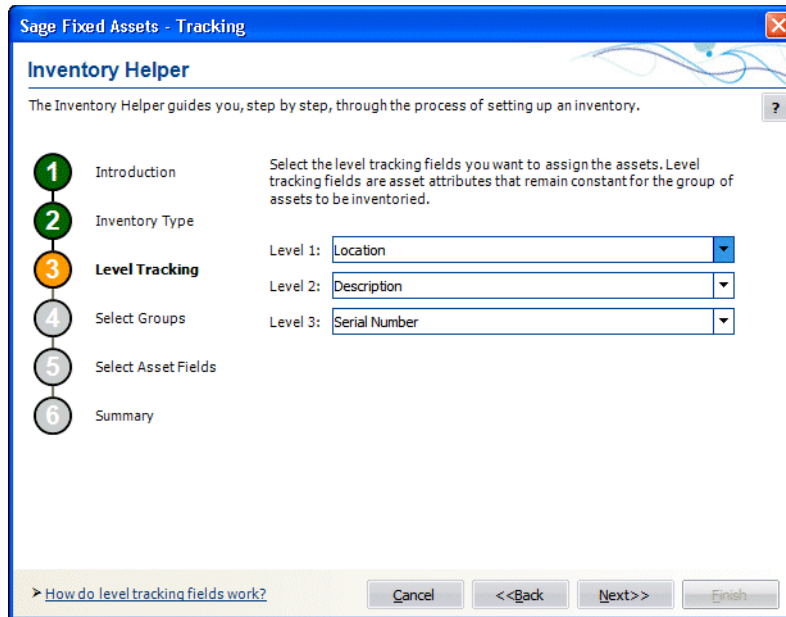 Sage Fixed Assets - Tracking
Inventory Helper
The Inventory Helper guides you, step by step, through the process of setting up an inventory.
?
1 Introduction
2 Inventory Type
3 Level Tracking
4 Select Groups
5 Select Asset Fields
6 Summary
Select the level tracking fields you want to assign the assets. Level
tracking fields are asset attributes that remain constant for the group of
assets to be inventoried.
Level 1: Location
Level 2: Description
Level 3: Serial Number
How do level tracking fields work?
Cancel
<<Back
Next>>
Finish